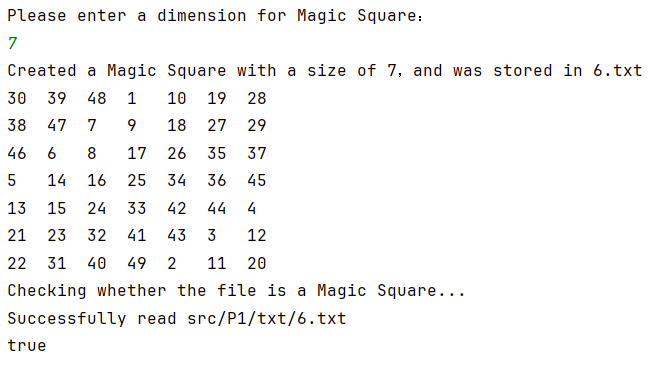 Please enter a dimension for Magic Square：
7
Created a Magic Square with a size of 7，and was stored in 6.txt
30 39 48 1 10 19 28
38 47 7 9 18 27 29
46 6 8 17 26 35 37
5 14 16 25 34 36 45
13 15 24 33 42 44 4
21 23 32 41 43 3 12
22 31 40 49 2 11 20
Checking whether the file is a Magic Square...
Successfully read src/P1/txt/6.txt
true